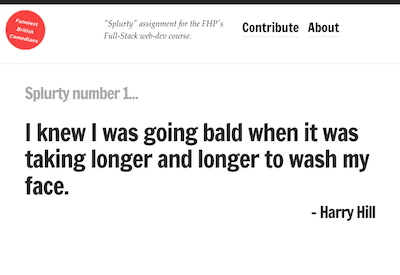 Funniest
British
Comedians
"Splurty" assignment for the FHP's
Full-Stack web-dev course.
Contribute About
Splurty number 1...
I knew I was going bald when it was
taking longer and longer to wash my
face.
- Harry Hill